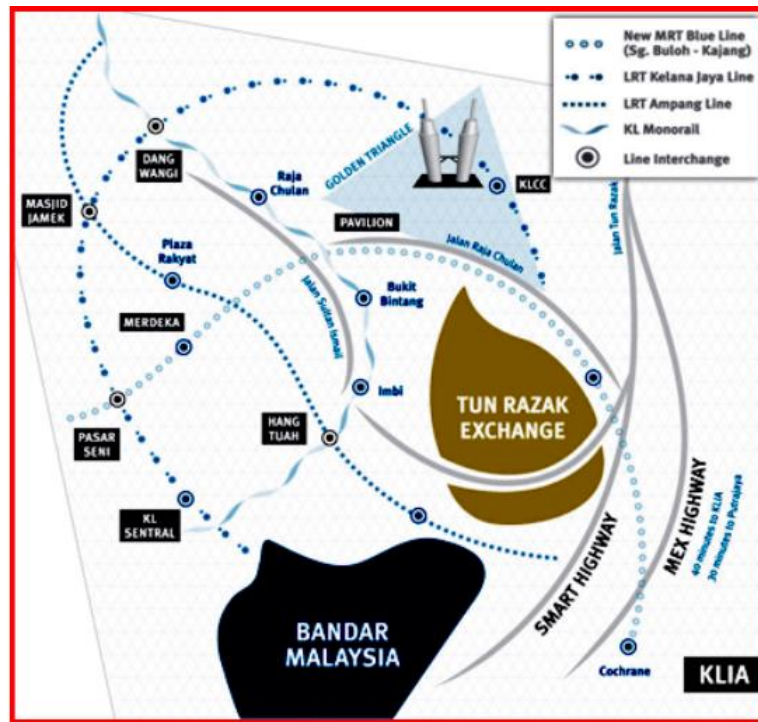 New MRT Blue Line
(Sg. Buloh - Kajang)
LRT Kelana Jaya Line
LRT Ampang Line
KL Monorail
Line Interchange
DANG
WANGI
Raja
Chulan
GOLDEN TRIANGLE
KLCC
Jalan Tun Razak
MASJID
JAMEK
PAVILION
Plaza
Rakyat
Jalan Raja Chulan
Jalan Sultan Ismail
Bukit
Bintang
MERDEKA
Imbi
TUN RAZAK
EXCHANGE
HANG
TUAH
PASAR
SENI
KL
SENTRAL
SMART HIGHWAY
MEX HIGHWAY
40 minutes to KLIA
30 minutes to Putrajaya
BANDAR
MALAYSIA
Cochrane
KLIA